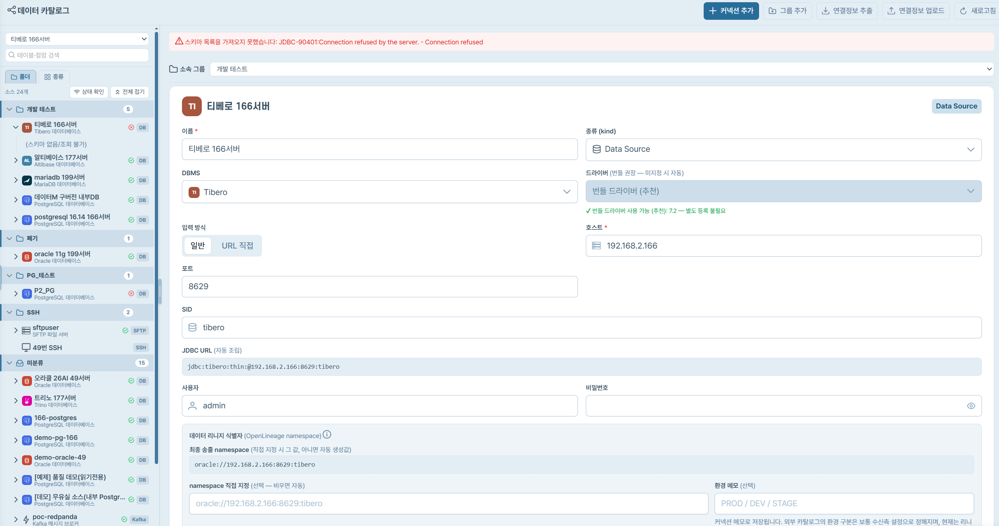 데이터 카탈로그
커넥션 추가
그룹 추가
연결정보 추출
연결정보 업로드
새로고침
티베로 166서버
테이블·컬럼 검색
폴더
종류
소스 24개
상태 확인
전체 접기
개발 테스트
5
TI
티베로 166서버
DB
Tibero 데이터베이스
(스키마 없음/조회 불가)
AL
알티베이스 177서버
DB
Altibase 데이터베이스
mariadb 199서버
DB
MariaDB 데이터베이스
데이터M 구버전 내부DB
DB
PostgreSQL 데이터베이스
postgresql 16.14 166서버
DB
PostgreSQL 데이터베이스
폐기
1
oracle 11g 199서버
DB
Oracle 데이터베이스
PG_테스트
1
P2_PG
DB
PostgreSQL 데이터베이스
SSH
2
sftpuser
SFTP
SFTP 파일 서버
49번 SSH
SSH
미분류
15
오라클 26AI 49서버
DB
Oracle 데이터베이스
트리노 177서버
DB
Trino 데이터베이스
166-postgres
DB
PostgreSQL 데이터베이스
demo-pg-166
DB
PostgreSQL 데이터베이스
demo-oracle-49
DB
Oracle 데이터베이스
[예제] 품질 데모(읽기전용)
DB
PostgreSQL 데이터베이스
[데모] 무유실 소스(내부 Postgr...
DB
PostgreSQL 데이터베이스
poc-redpanda
Kafka
Kafka 메시지 브로커
스키마 목록을 가져오지 못했습니다: JDBC-90401:Connection refused by the server. - Connection refused
소속 그룹
개발 테스트
TI
티베로 166서버
Data Source
이름 *
티베로 166서버
종류 (kind)
Data Source
DBMS
TI
Tibero
드라이버 (번들 권장 — 미지정 시 자동)
번들 드라이버 (추천)
✓ 번들 드라이버 사용 가능 (추천): 7.2 — 별도 등록 불필요
입력 방식
일반
URL 직접
호스트 *
192.168.2.166
포트
8629
SID
tibero
JDBC URL (자동 조립)
jdbc:tibero:thin:@192.168.2.166:8629:tibero
사용자
admin
비밀번호
데이터 리니지 식별자 (OpenLineage namespace)
최종 송출 namespace (직접 지정 시 그 값, 아니면 자동 생성값)
oracle://192.168.2.166:8629:tibero
namespace 직접 지정 (선택 — 비우면 자동)
oracle://192.168.2.166:8629:tibero
환경 메모 (선택)
PROD / DEV / STAGE
커넥션 메모로 저장됩니다. 외부 카탈로그의 환경 구분은 보통 수신측 설정으로 정해지며, 현재는 리니